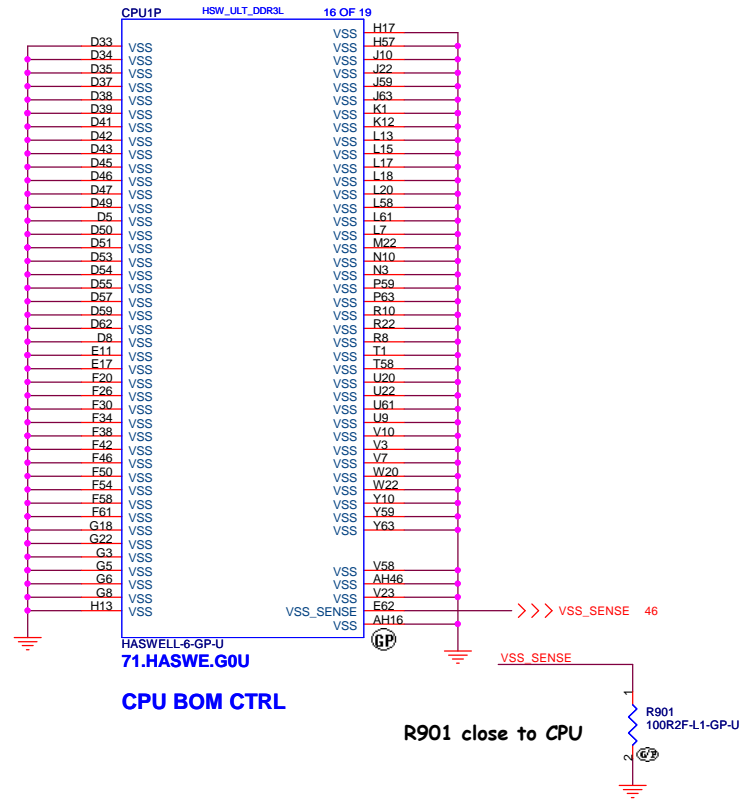 CPU1P HSW_ULT_DDR3L 16 OF 19
VSS H17
D33 VSS VSS H57
D34 VSS VSS J10
D35 VSS VSS J22
D37 VSS VSS J59
D38 VSS VSS J63
D39 VSS VSS K1
D41 VSS VSS K12
D42 VSS VSS L13
D43 VSS VSS L15
D45 VSS VSS L17
D46 VSS VSS L18
D47 VSS VSS L20
D49 VSS VSS L58
D5 VSS VSS L61
D50 VSS VSS L7
D51 VSS VSS M22
D53 VSS VSS N10
D54 VSS VSS N3
D55 VSS VSS P59
D57 VSS VSS P63
D59 VSS VSS R10
D62 VSS VSS R22
D8 VSS VSS R8
E11 VSS VSS T1
E17 VSS VSS T58
F20 VSS VSS U20
F26 VSS VSS U22
F30 VSS VSS U61
F34 VSS VSS U9
F38 VSS VSS V10
F42 VSS VSS V3
F46 VSS VSS V7
F50 VSS VSS W20
F54 VSS VSS W22
F58 VSS VSS Y10
F61 VSS VSS Y59
G18 VSS VSS Y63
G22 VSS
G3 VSS
G5 VSS VSS V58
G6 VSS VSS AH46
G8 VSS VSS V23
H13 VSS VSS_SENSE E62 VSS_SENSE 46
VSS AH16
HASWELL-6-GP-U GP
71.HASWE.G0U
VSS_SENSE
CPU BOM CTRL
1
R901
100R2F-L1-GP-U
R901 close to CPU
2 GP